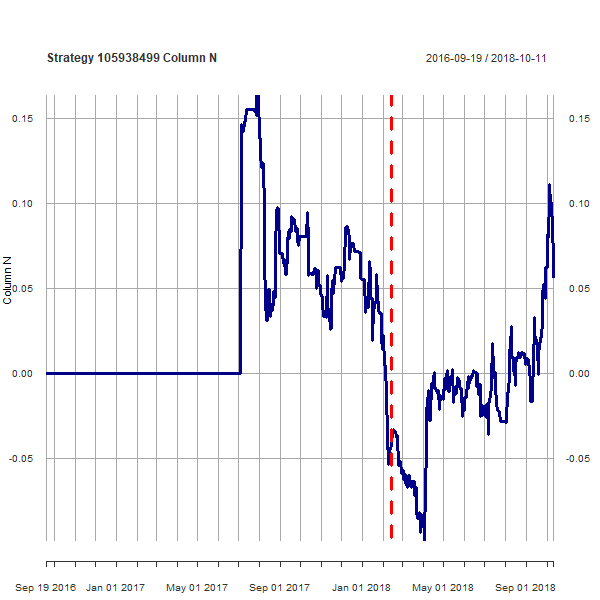 Strategy 105938499 Column N
2016-09-19 / 2018-10-11
0.15 0.15
0.10 0.10
0.05 0.05
0.00 0.00
-0.05 -0.05
Column N
Sep 19 2016 Jan 01 2017 May 01 2017 Sep 01 2017 Jan 01 2018 May 01 2018 Sep 01 2018